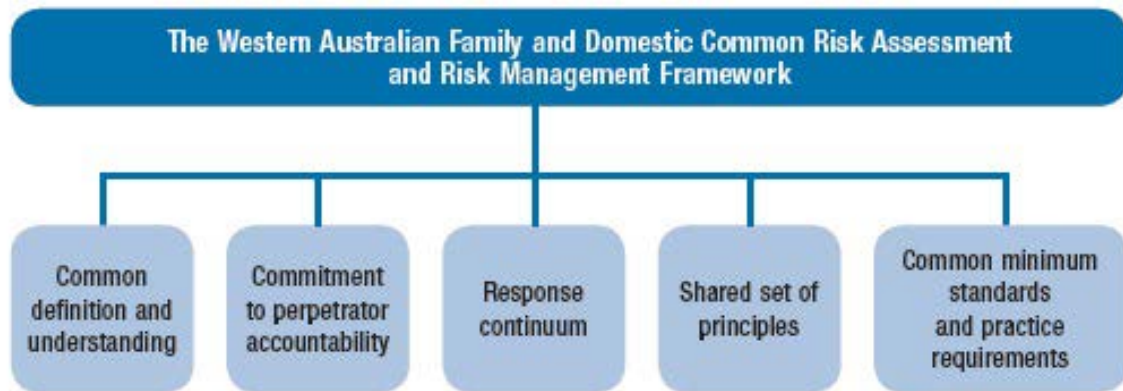 The Western Australian Family and Domestic Common Risk Assessment
and Risk Management Framework
Common
definition and
understanding
Commitment
to perpetrator
accountability
Response
continuum
Shared set of
principles
Common minimum
standards
and practice
requirements